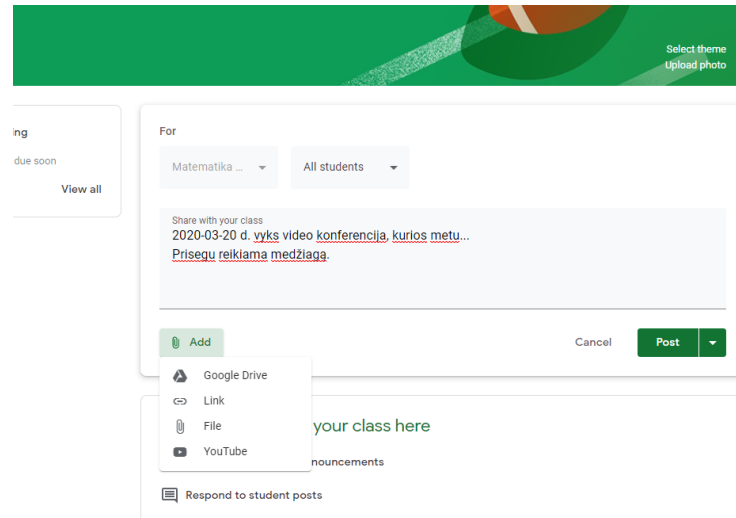 Select theme
Upload photo
ing
due soon
View all
For
Matematika ...
All students
Share with your class
2020-03-20 d. vyks video konferencija, kurios metu...
Prisegu reikiama medžiagą.
Add
Cancel
Post
Google Drive
Link
File
YouTube
your class here
nouncements
Respond to student posts